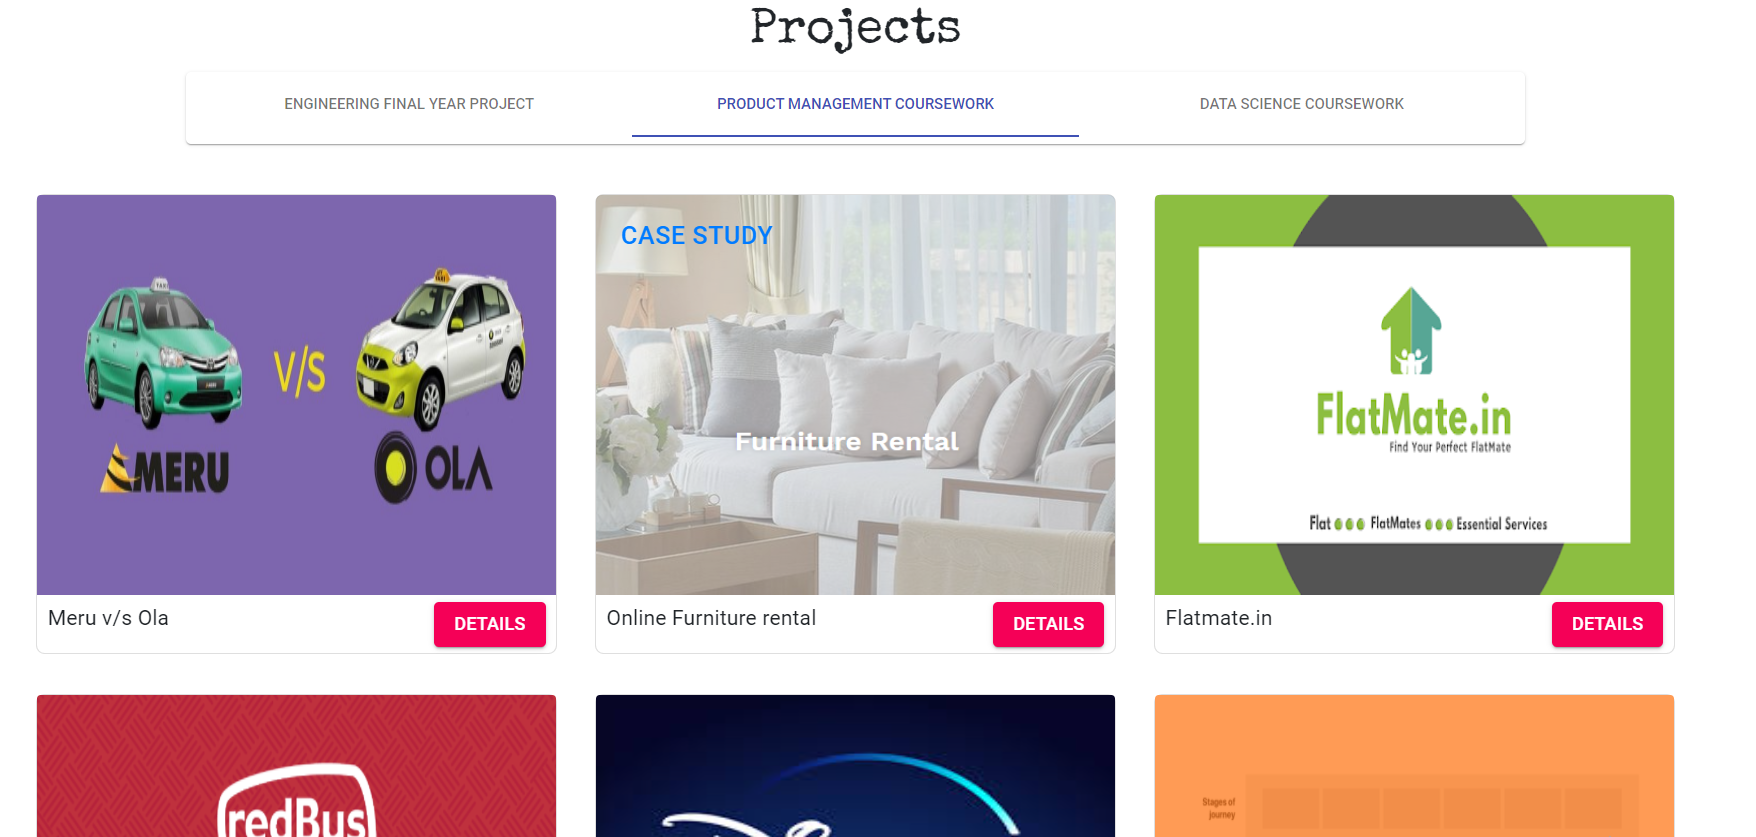 Projects
ENGINEERING FINAL YEAR PROJECT
PRODUCT MANAGEMENT COURSEWORK
DATA SCIENCE COURSEWORK
TAXI
TAXI
V/S
MERU
OLA
Meru v/s Ola
DETAILS
CASE STUDY
Furniture Rental
Online Furniture rental
DETAILS
FlatMate.in
Find Your Perfect FlatMate
Flat FlatMates Essential Services
Flatmate.in
DETAILS
redBus
Stages of
journey